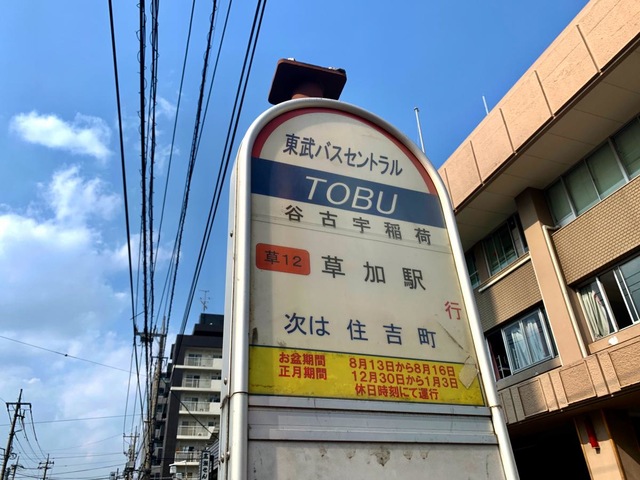 東武バスセントラル
TOBU
谷古宇稲荷
草12 草加駅
行
次は 住吉町
お盆期間 8月13日から8月16日
正月期間 12月30日から1月3日
休日時刻にて運行